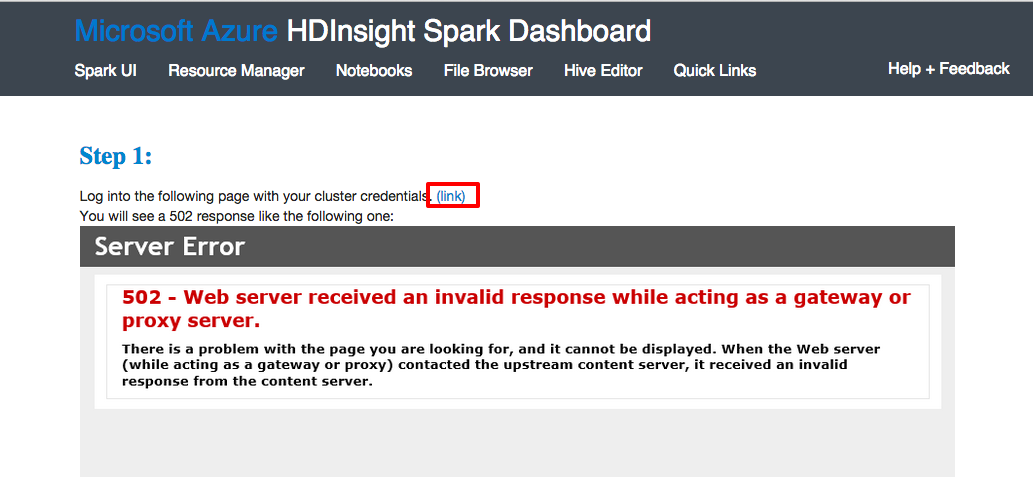 Microsoft Azure HDInsight Spark Dashboard
Spark UI Resource Manager Notebooks File Browser Hive Editor Quick Links Help + Feedback
Step 1:
Log into the following page with your cluster credentials. (link)
You will see a 502 response like the following one:
Server Error
502 - Web server received an invalid response while acting as a gateway or
proxy server.
There is a problem with the page you are looking for, and it cannot be displayed. When the Web server
(while acting as a gateway or proxy) contacted the upstream content server, it received an invalid
response from the content server.